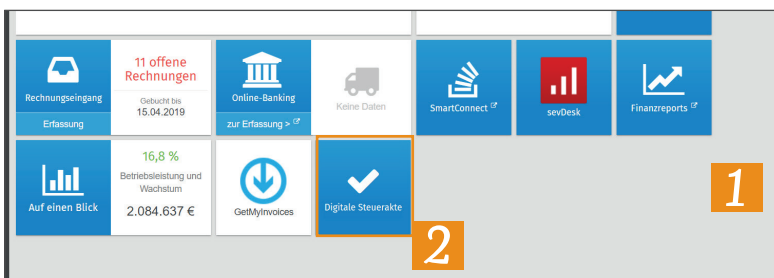 11 offene
Rechnungen
Rechnungseingang
Gebucht bis
15.04.2019
Erfassung
Online-Banking
zur Erfassung >
Keine Daten
SmartConnect
sevDesk
Finanzreports
16,8 %
Betriebsleistung und
Wachstum
2.084.637 €
Auf einen Blick
GetMyInvoices
Digitale Steuerakte
1
2